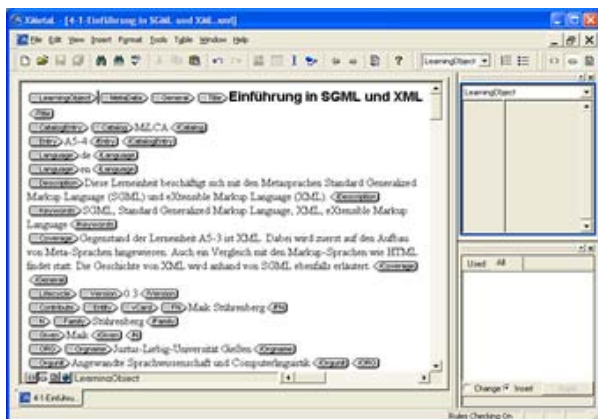 XMetaL - [4-1-Einführung in SGML und XML.xml]
File Edit View Insert Format Tools Table Window Help
LearningObject
LearningObject MetaData General Title Einführung in SGML und XML
Title
CatalogEntry Catalog MiLCA Catalog
Entry A5-4 Entry CatalogEntry
Language de Language
Language en Language
Description Diese Lerneinheit beschäftigt sich mit den Metasprachen Standard Generalized
Markup Language (SGML) und eXtensible Markup Language (XML). Description
Keywords SGML, Standard Generalized Markup Language, XML, eXtensible Markup
Language Keywords
Coverage Gegenstand der Lerneinheit A5-3 ist XML. Dabei wird zuerst auf den Aufbau
von Meta-Sprachen hingewiesen. Auch ein Vergleich mit den Markup-Sprachen wie HTML
findet statt. Die Geschichte von XML wird anhand von SGML ebenfalls erläutert. Coverage
General
Lifecycle Version 0.3 Version
Contribute Entity vCard FN Maik Stührenberg FN
N Family Stührenberg Family
Given Maik Given N
ORG Orgname Justus-Liebig-Universität Gießen Orgname
Orgunit Angewandte Sprachwissenschaft und Computerlinguistik Orgunit ORG
LearningObject
4-1-Einführu...
LearningObject
Used All
Change Insert
Rules Checking On